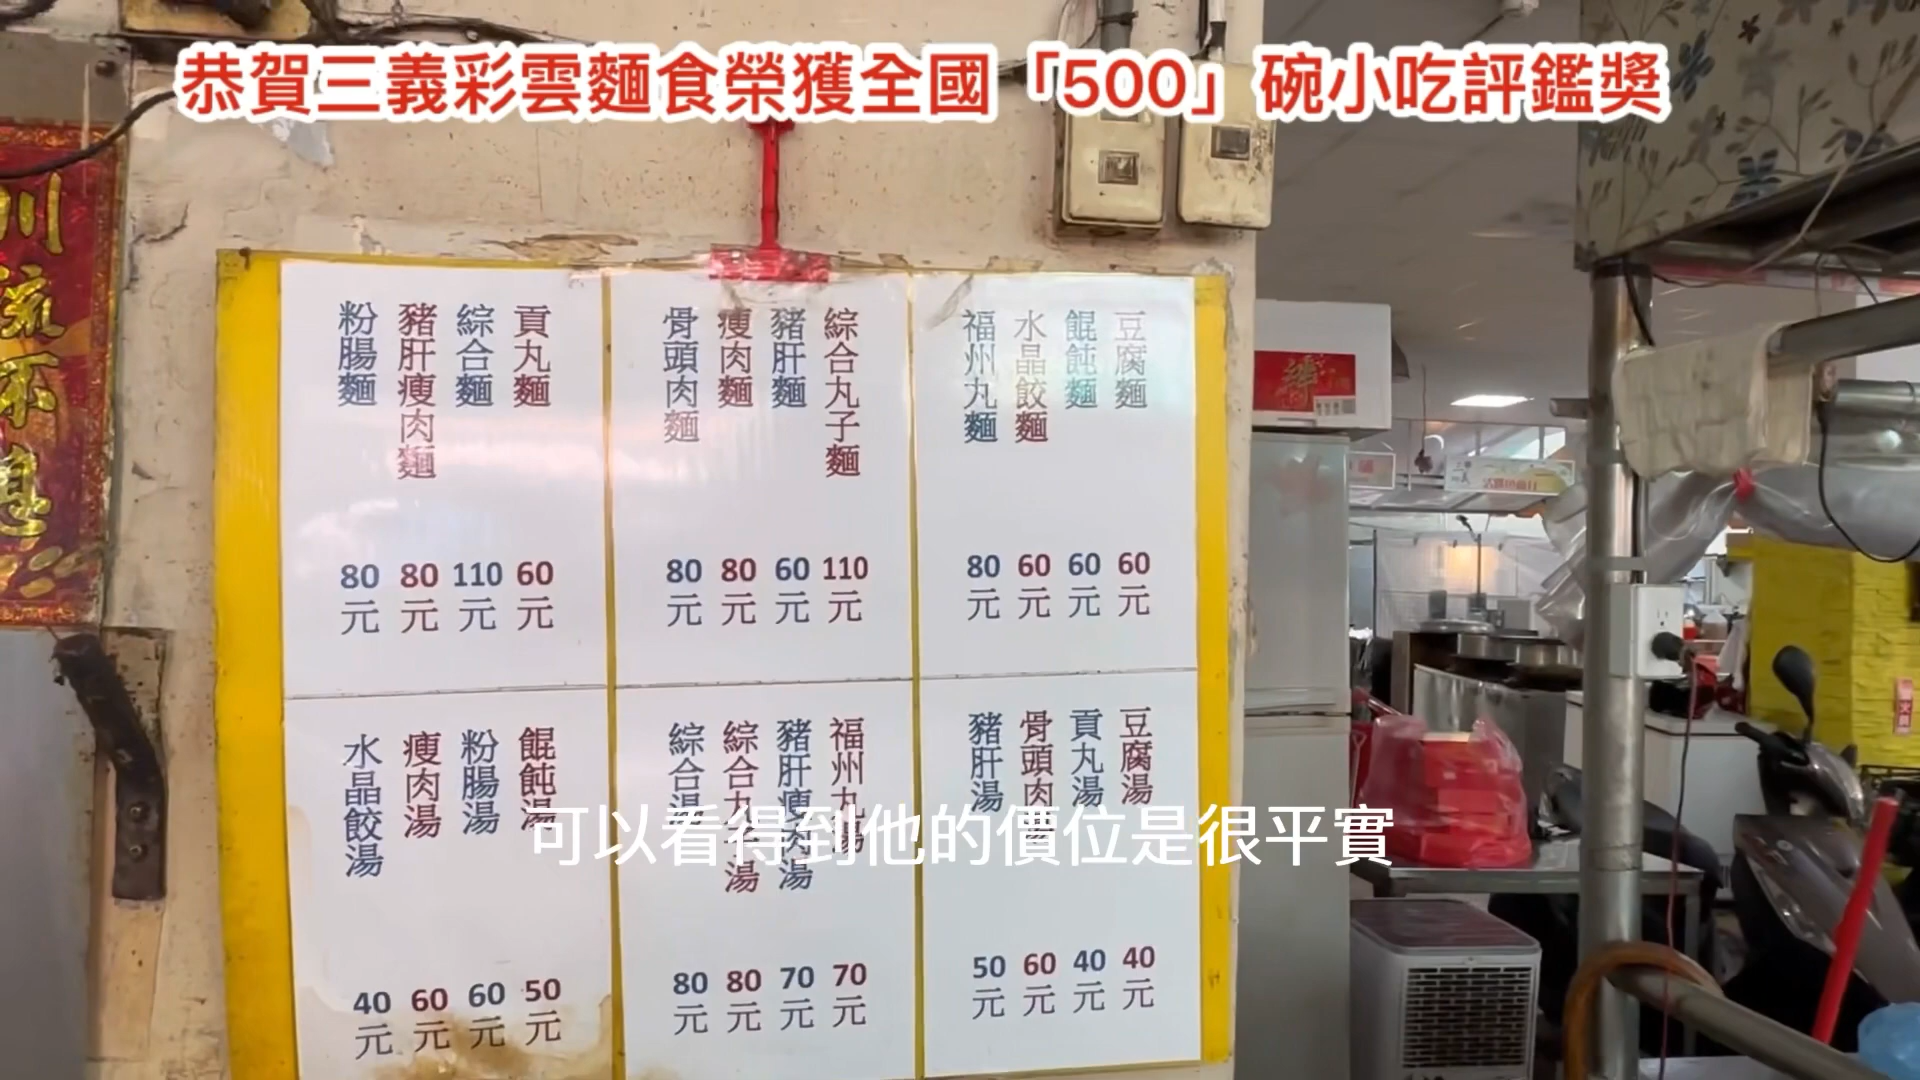 恭賀三義彩雲麵食榮獲全國「500」碗小吃評鑑獎
川流不息
豆腐麵 60元
餛飩麵 60元
水晶餃麵 60元
福州丸麵 80元
綜合丸子麵 110元
豬肝麵 60元
瘦肉麵 80元
骨頭肉麵 80元
貢丸麵 60元
綜合麵 110元
豬肝瘦肉麵 80元
粉腸麵 80元
豆腐湯 40元
貢丸湯 40元
骨頭肉湯 60元
豬肝湯 50元
福州丸湯 70元
豬肝瘦肉湯 70元
綜合丸子湯 80元
綜合湯 80元
餛飩湯 50元
粉腸湯 60元
瘦肉湯 60元
水晶餃湯 40元
可以看得到他的價位是很平實